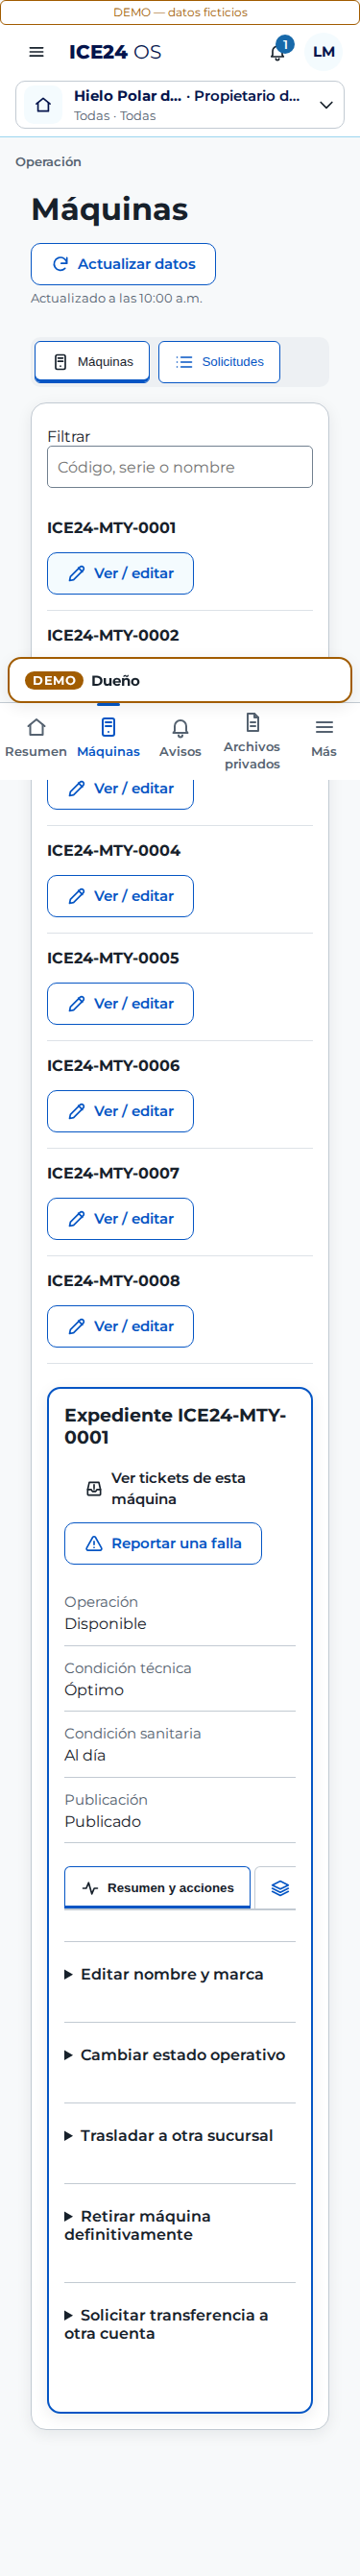 DEMO — datos ficticios
ICE24 OS
1
LM
Hielo Polar d... · Propietario d...
Todas · Todas
Operación
Máquinas
Actualizar datos
Actualizado a las 10:00 a.m.
Máquinas
Solicitudes
Filtrar
Código, serie o nombre
ICE24-MTY-0001
Ver / editar
ICE24-MTY-0002
DEMO Dueño
Resumen
Máquinas
Avisos
Archivos
privados
Más
Ver / editar
ICE24-MTY-0004
Ver / editar
ICE24-MTY-0005
Ver / editar
ICE24-MTY-0006
Ver / editar
ICE24-MTY-0007
Ver / editar
ICE24-MTY-0008
Ver / editar
Expediente ICE24-MTY-
0001
Ver tickets de esta
máquina
Reportar una falla
Operación
Disponible
Condición técnica
Óptimo
Condición sanitaria
Al día
Publicación
Publicado
Resumen y acciones
Editar nombre y marca
Cambiar estado operativo
Trasladar a otra sucursal
Retirar máquina
definitivamente
Solicitar transferencia a
otra cuenta